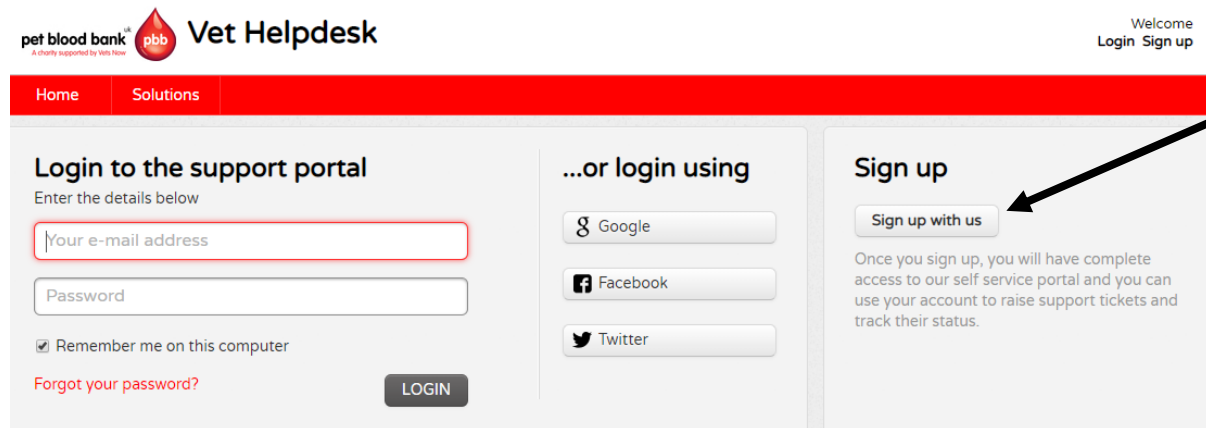 pet blood bank uk
A charity supported by Vets Now
pbb
Vet Helpdesk
Welcome
Login Sign up
Home Solutions
Login to the support portal
Enter the details below
Your e-mail address
Password
Remember me on this computer
Forgot your password?
LOGIN
...or login using
Google
Facebook
Twitter
Sign up
Sign up with us
Once you sign up, you will have complete
access to our self service portal and you can
use your account to raise support tickets and
track their status.